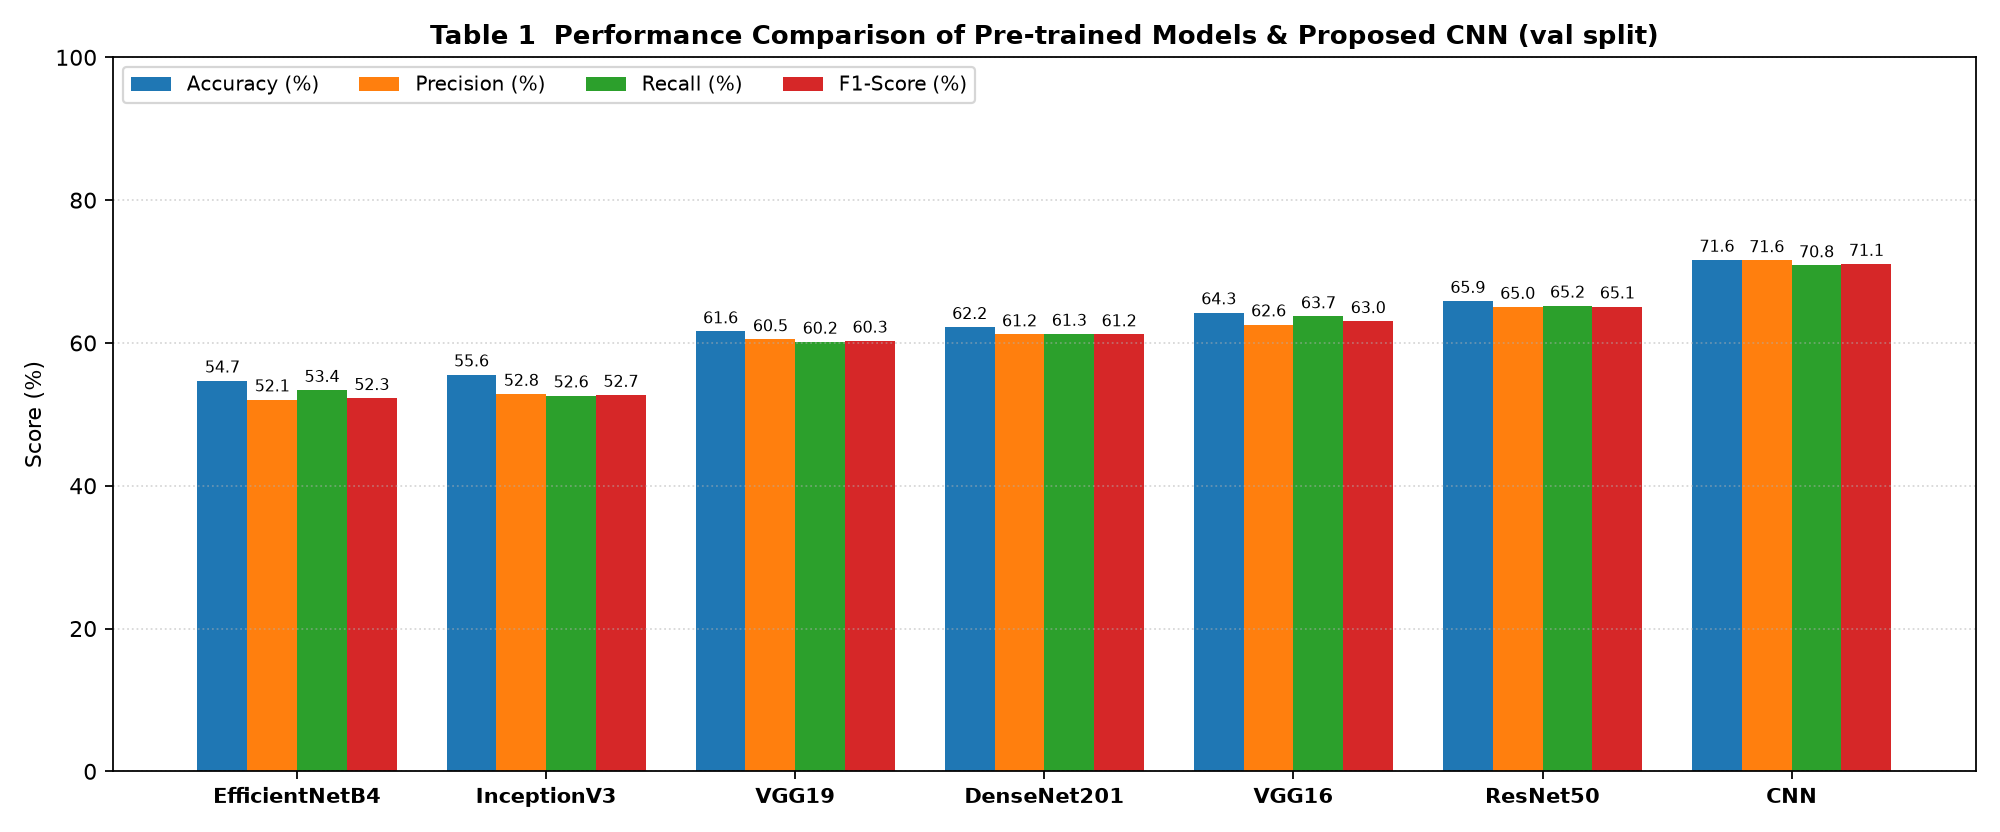 Table 1  Performance Comparison of Pre-trained Models & Proposed CNN (val split)
Accuracy (%) Precision (%) Recall (%) F1-Score (%)
Score (%)
100
80
60
40
20
0
54.7 52.1 53.4 52.3
55.6 52.8 52.6 52.7
61.6 60.5 60.2 60.3
62.2 61.2 61.3 61.2
64.3 62.6 63.7 63.0
65.9 65.0 65.2 65.1
71.6 71.6 70.8 71.1
EfficientNetB4 InceptionV3 VGG19 DenseNet201 VGG16 ResNet50 CNN